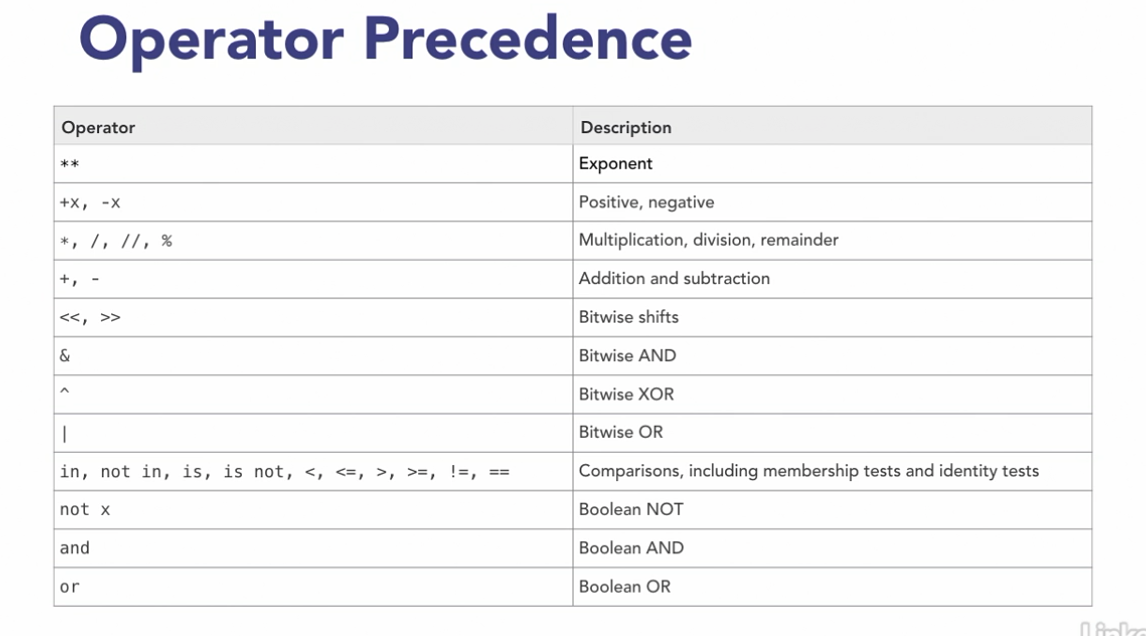 Operator Precedence
Operator Description
** Exponent
+x, -x Positive, negative
*, /, //, % Multiplication, division, remainder
+, - Addition and subtraction
<<, >> Bitwise shifts
& Bitwise AND
^ Bitwise XOR
| Bitwise OR
in, not in, is, is not, <, <=, >, >=, !=, == Comparisons, including membership tests and identity tests
not x Boolean NOT
and Boolean AND
or Boolean OR